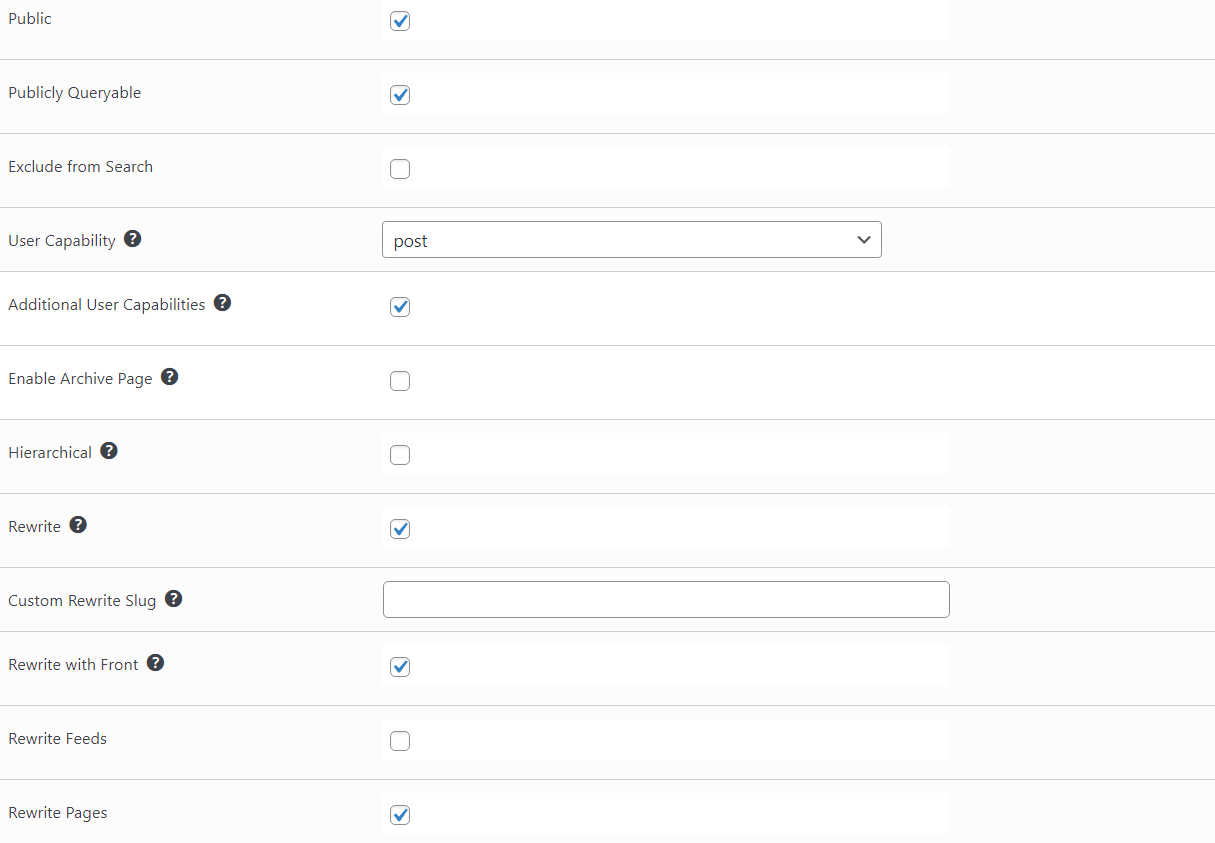 Public
Publicly Queryable
Exclude from Search
User Capability ?
post
Additional User Capabilities ?
Enable Archive Page ?
Hierarchical ?
Rewrite ?
Custom Rewrite Slug ?
Rewrite with Front ?
Rewrite Feeds
Rewrite Pages